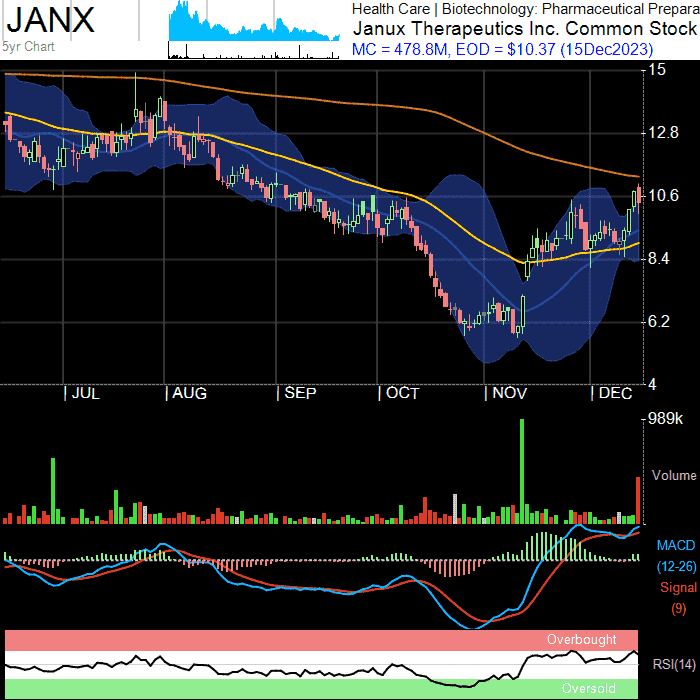 JANX
5yr Chart
Health Care | Biotechnology: Pharmaceutical Prepara
Janux Therapeutics Inc. Common Stock
MC = 478.8M, EOD = $10.37 (15Dec2023)
15
12.8
10.6
8.4
6.2
4
| JUL | AUG | SEP | OCT | NOV | DEC
989k
Volume
MACD
(12-26)
Signal
(9)
Overbought
RSI(14)
Oversold